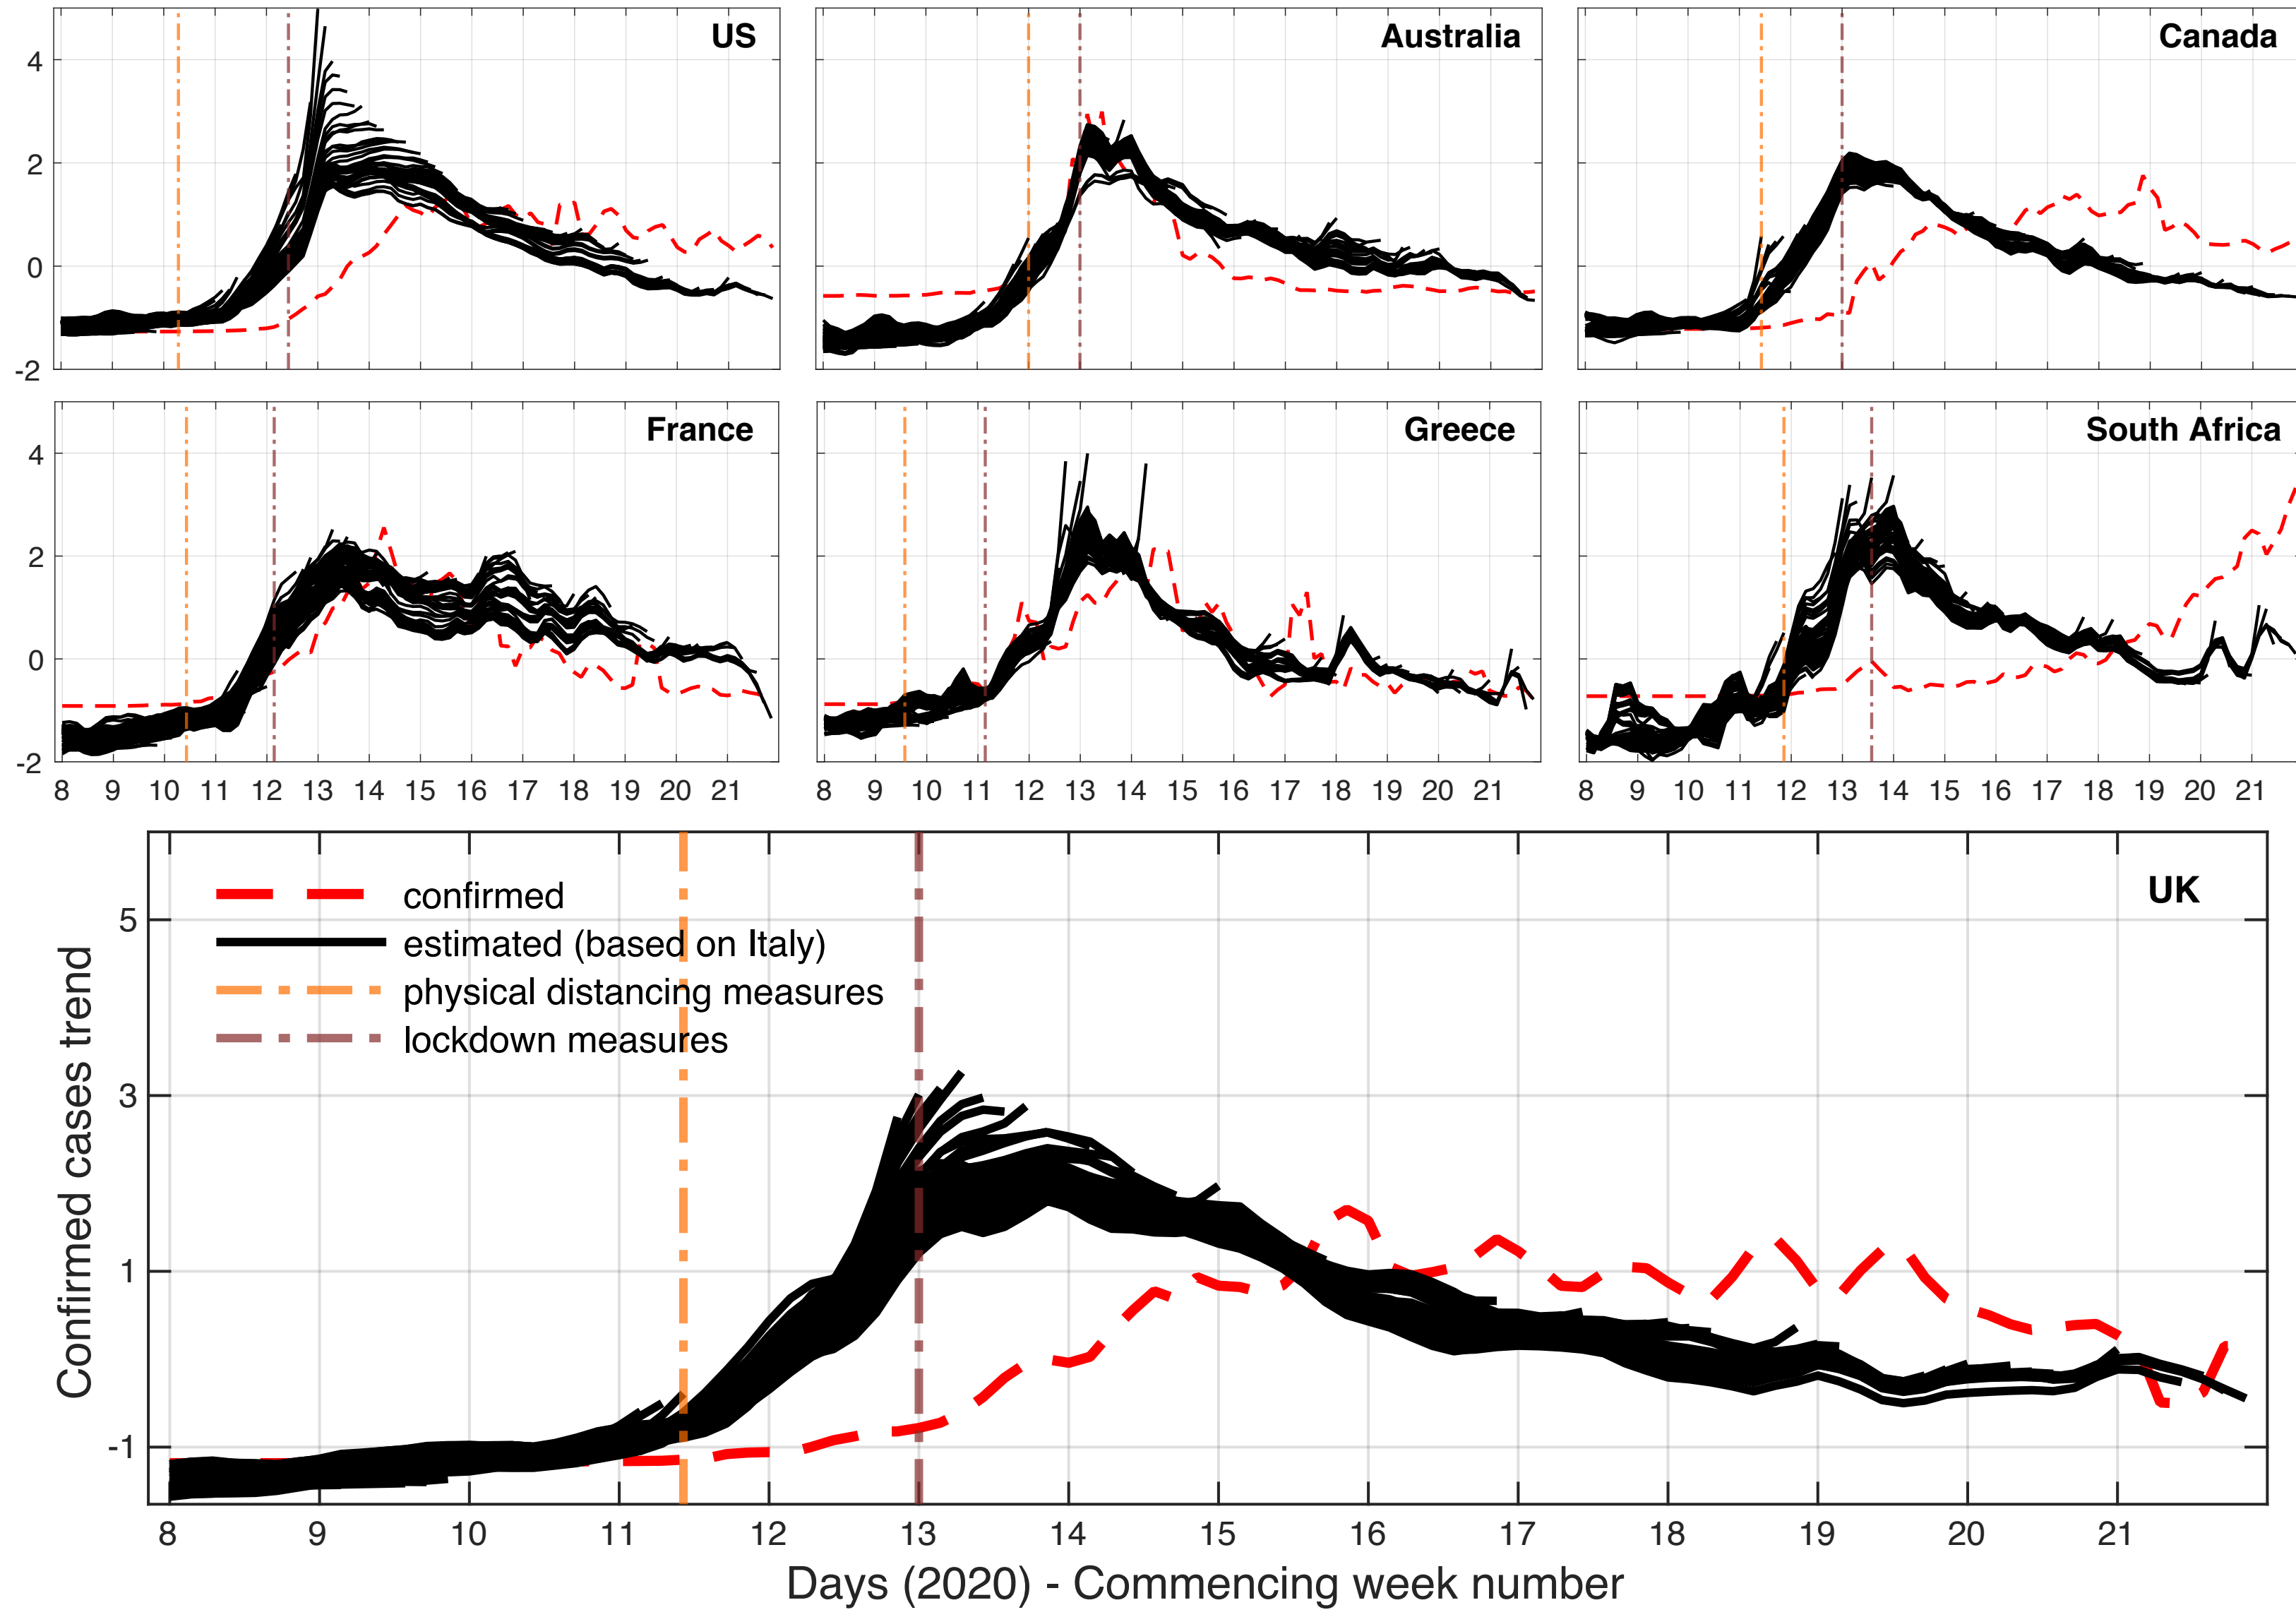 US
Australia
Canada
4
2
0
-2
France
Greece
South Africa
4
2
0
-2
8 9 10 11 12 13 14 15 16 17 18 19 20 21
8 9 10 11 12 13 14 15 16 17 18 19 20 21
8 9 10 11 12 13 14 15 16 17 18 19 20 21
UK
confirmed
estimated (based on Italy)
physical distancing measures
lockdown measures
Confirmed cases trend
5
3
1
-1
8 9 10 11 12 13 14 15 16 17 18 19 20 21
Days (2020) - Commencing week number